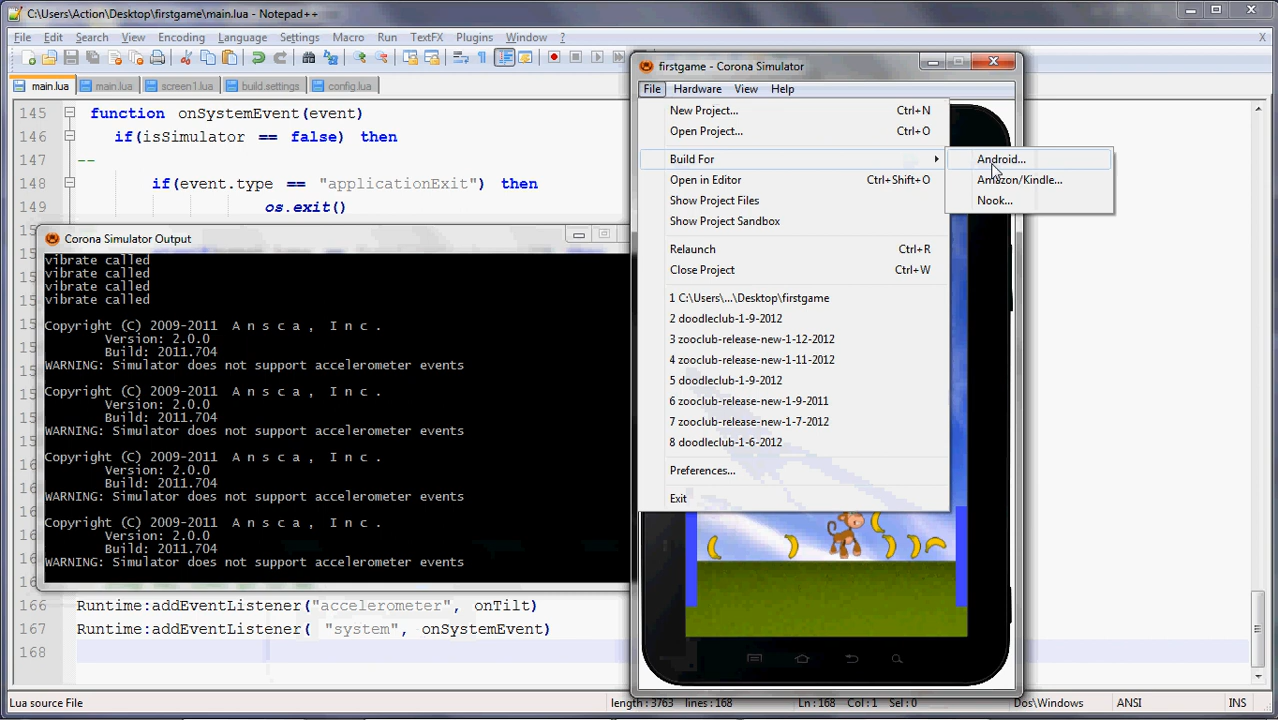 C:\Users\Action\Desktop\firstgame\main.lua - Notepad++
File Edit Search View Encoding Language Settings Macro Run TextFX Plugins Window ? X
main.lua main.lua screen1.lua build.settings config.lua
145 function onSystemEvent(event)
146 if(isSimulator == false) then
147 --
148 if(event.type == "applicationExit") then
149 os.exit()
Corona Simulator Output
vibrate called
vibrate called
vibrate called
vibrate called
Copyright (C) 2009-2011 A n s c a , I n c .
Version: 2.0.0
Build: 2011.704
WARNING: Simulator does not support accelerometer events
Copyright (C) 2009-2011 A n s c a , I n c .
Version: 2.0.0
Build: 2011.704
WARNING: Simulator does not support accelerometer events
Copyright (C) 2009-2011 A n s c a , I n c .
Version: 2.0.0
Build: 2011.704
WARNING: Simulator does not support accelerometer events
Copyright (C) 2009-2011 A n s c a , I n c .
Version: 2.0.0
Build: 2011.704
WARNING: Simulator does not support accelerometer events
166 Runtime:addEventListener("accelerometer", onTilt)
167 Runtime:addEventListener( "system", onSystemEvent)
168
firstgame - Corona Simulator
File Hardware View Help
New Project... Ctrl+N
Open Project... Ctrl+O
Build For
Open in Editor Ctrl+Shift+O
Show Project Files
Show Project Sandbox
Relaunch Ctrl+R
Close Project Ctrl+W
1 C:\Users\...\Desktop\firstgame
2 doodleclub-1-9-2012
3 zooclub-release-new-1-12-2012
4 zooclub-release-new-1-11-2012
5 doodleclub-1-9-2012
6 zooclub-release-new-1-9-2011
7 zooclub-release-new-1-7-2012
8 doodleclub-1-6-2012
Preferences...
Exit
Android...
Amazon/Kindle...
Nook...
Lua source File length : 3763 lines : 168 Ln : 168 Col : 1 Sel : 0 Dos\Windows ANSI INS